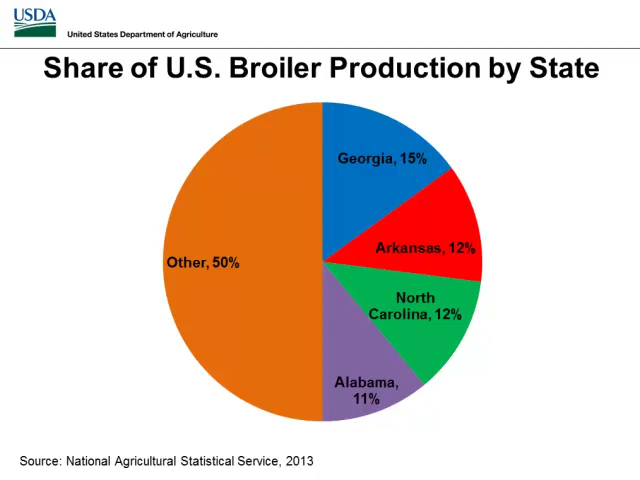 USDA
United States Department of Agriculture
Share of U.S. Broiler Production by State
Georgia, 15%
Arkansas, 12%
Other, 50%
North
Carolina, 12%
Alabama,
11%
Source: National Agricultural Statistical Service, 2013